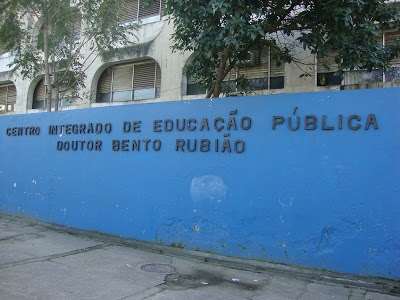 CENTRO INTEGRADO DE EDUCAÇÃO PÚBLICA
DOUTOR BENTO RUBIÃO